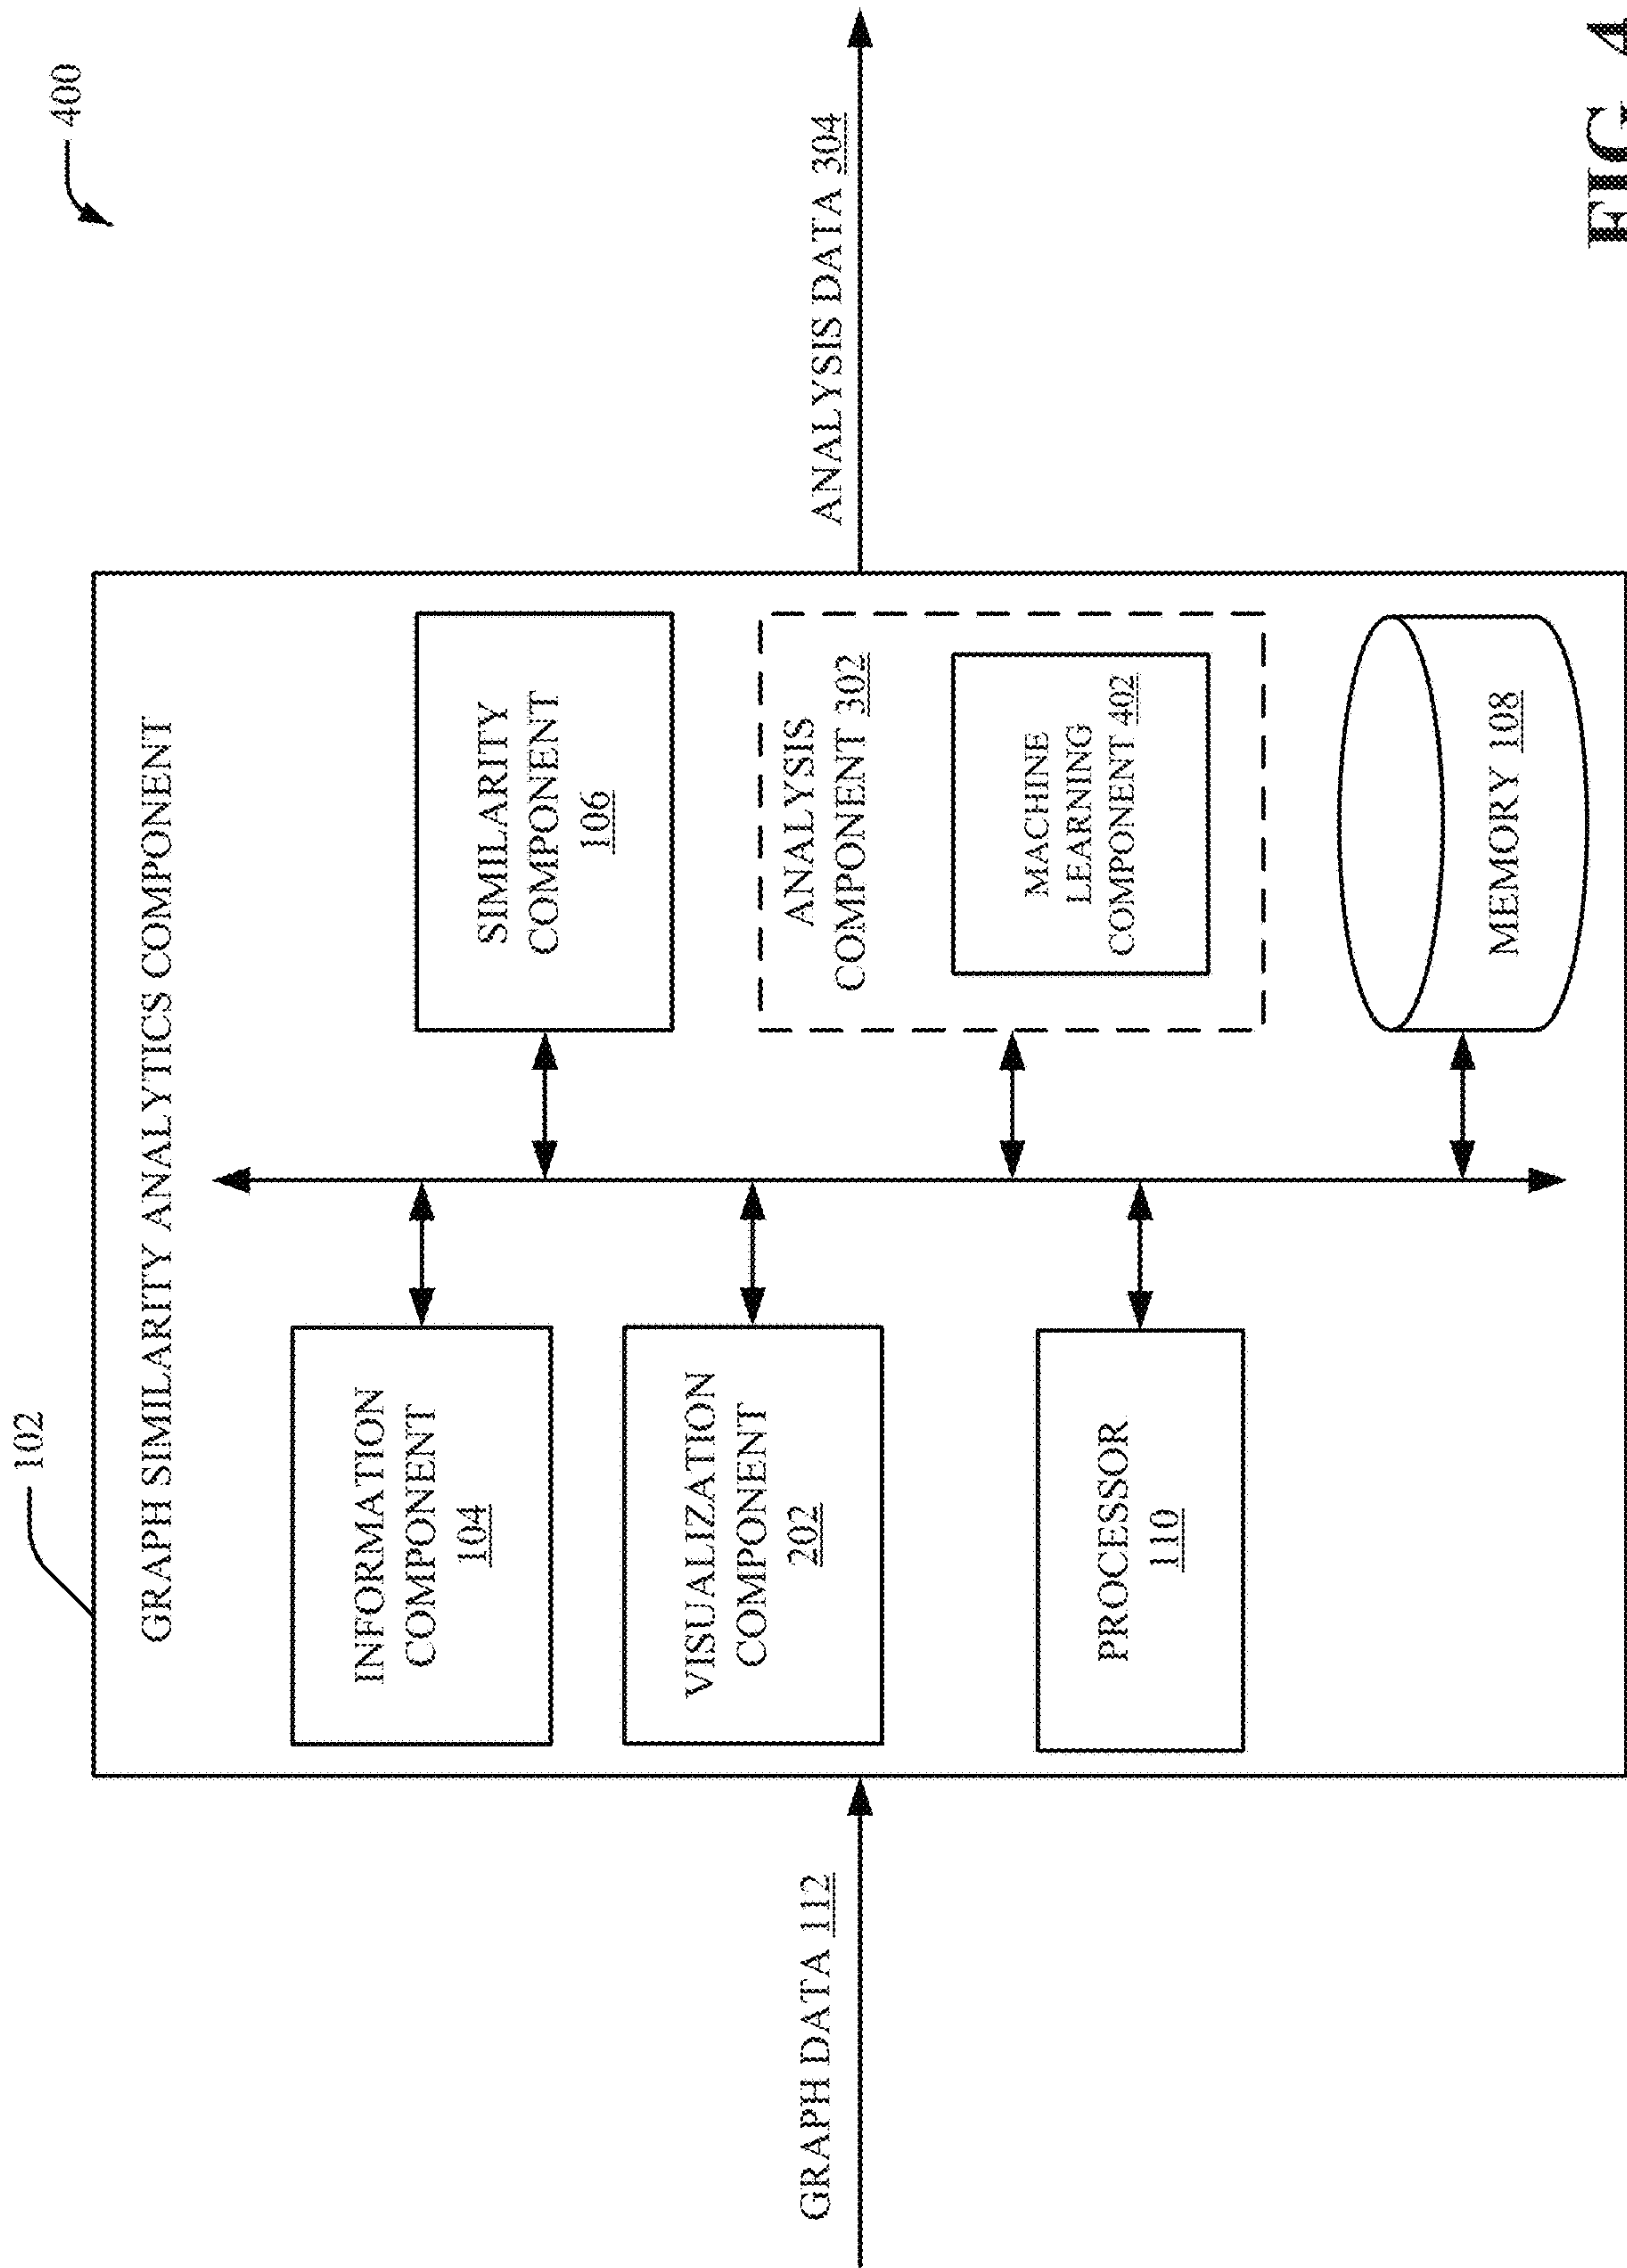 400
102
GRAPH SIMILARITY ANALYTICS COMPONENT
INFORMATION
COMPONENT
104
SIMILARITY
COMPONENT
106
VISUALIZATION
COMPONENT
202
ANALYSIS
COMPONENT 302
MACHINE
LEARNING
COMPONENT 402
PROCESSOR
110
MEMORY 108
GRAPH DATA 112
ANALYSIS DATA 304
FIG. 4